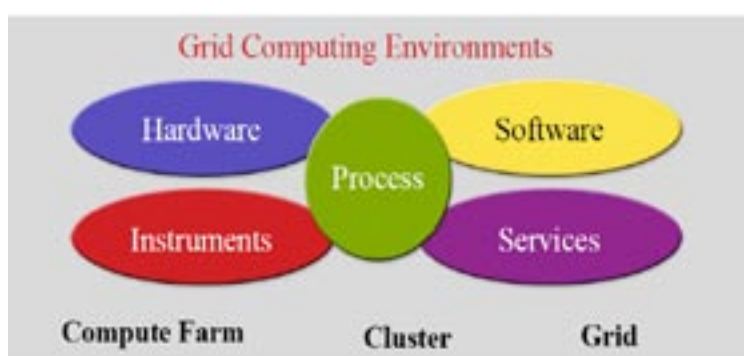 Grid Computing Environments
Hardware
Software
Process
Instruments
Services
Compute Farm
Cluster
Grid